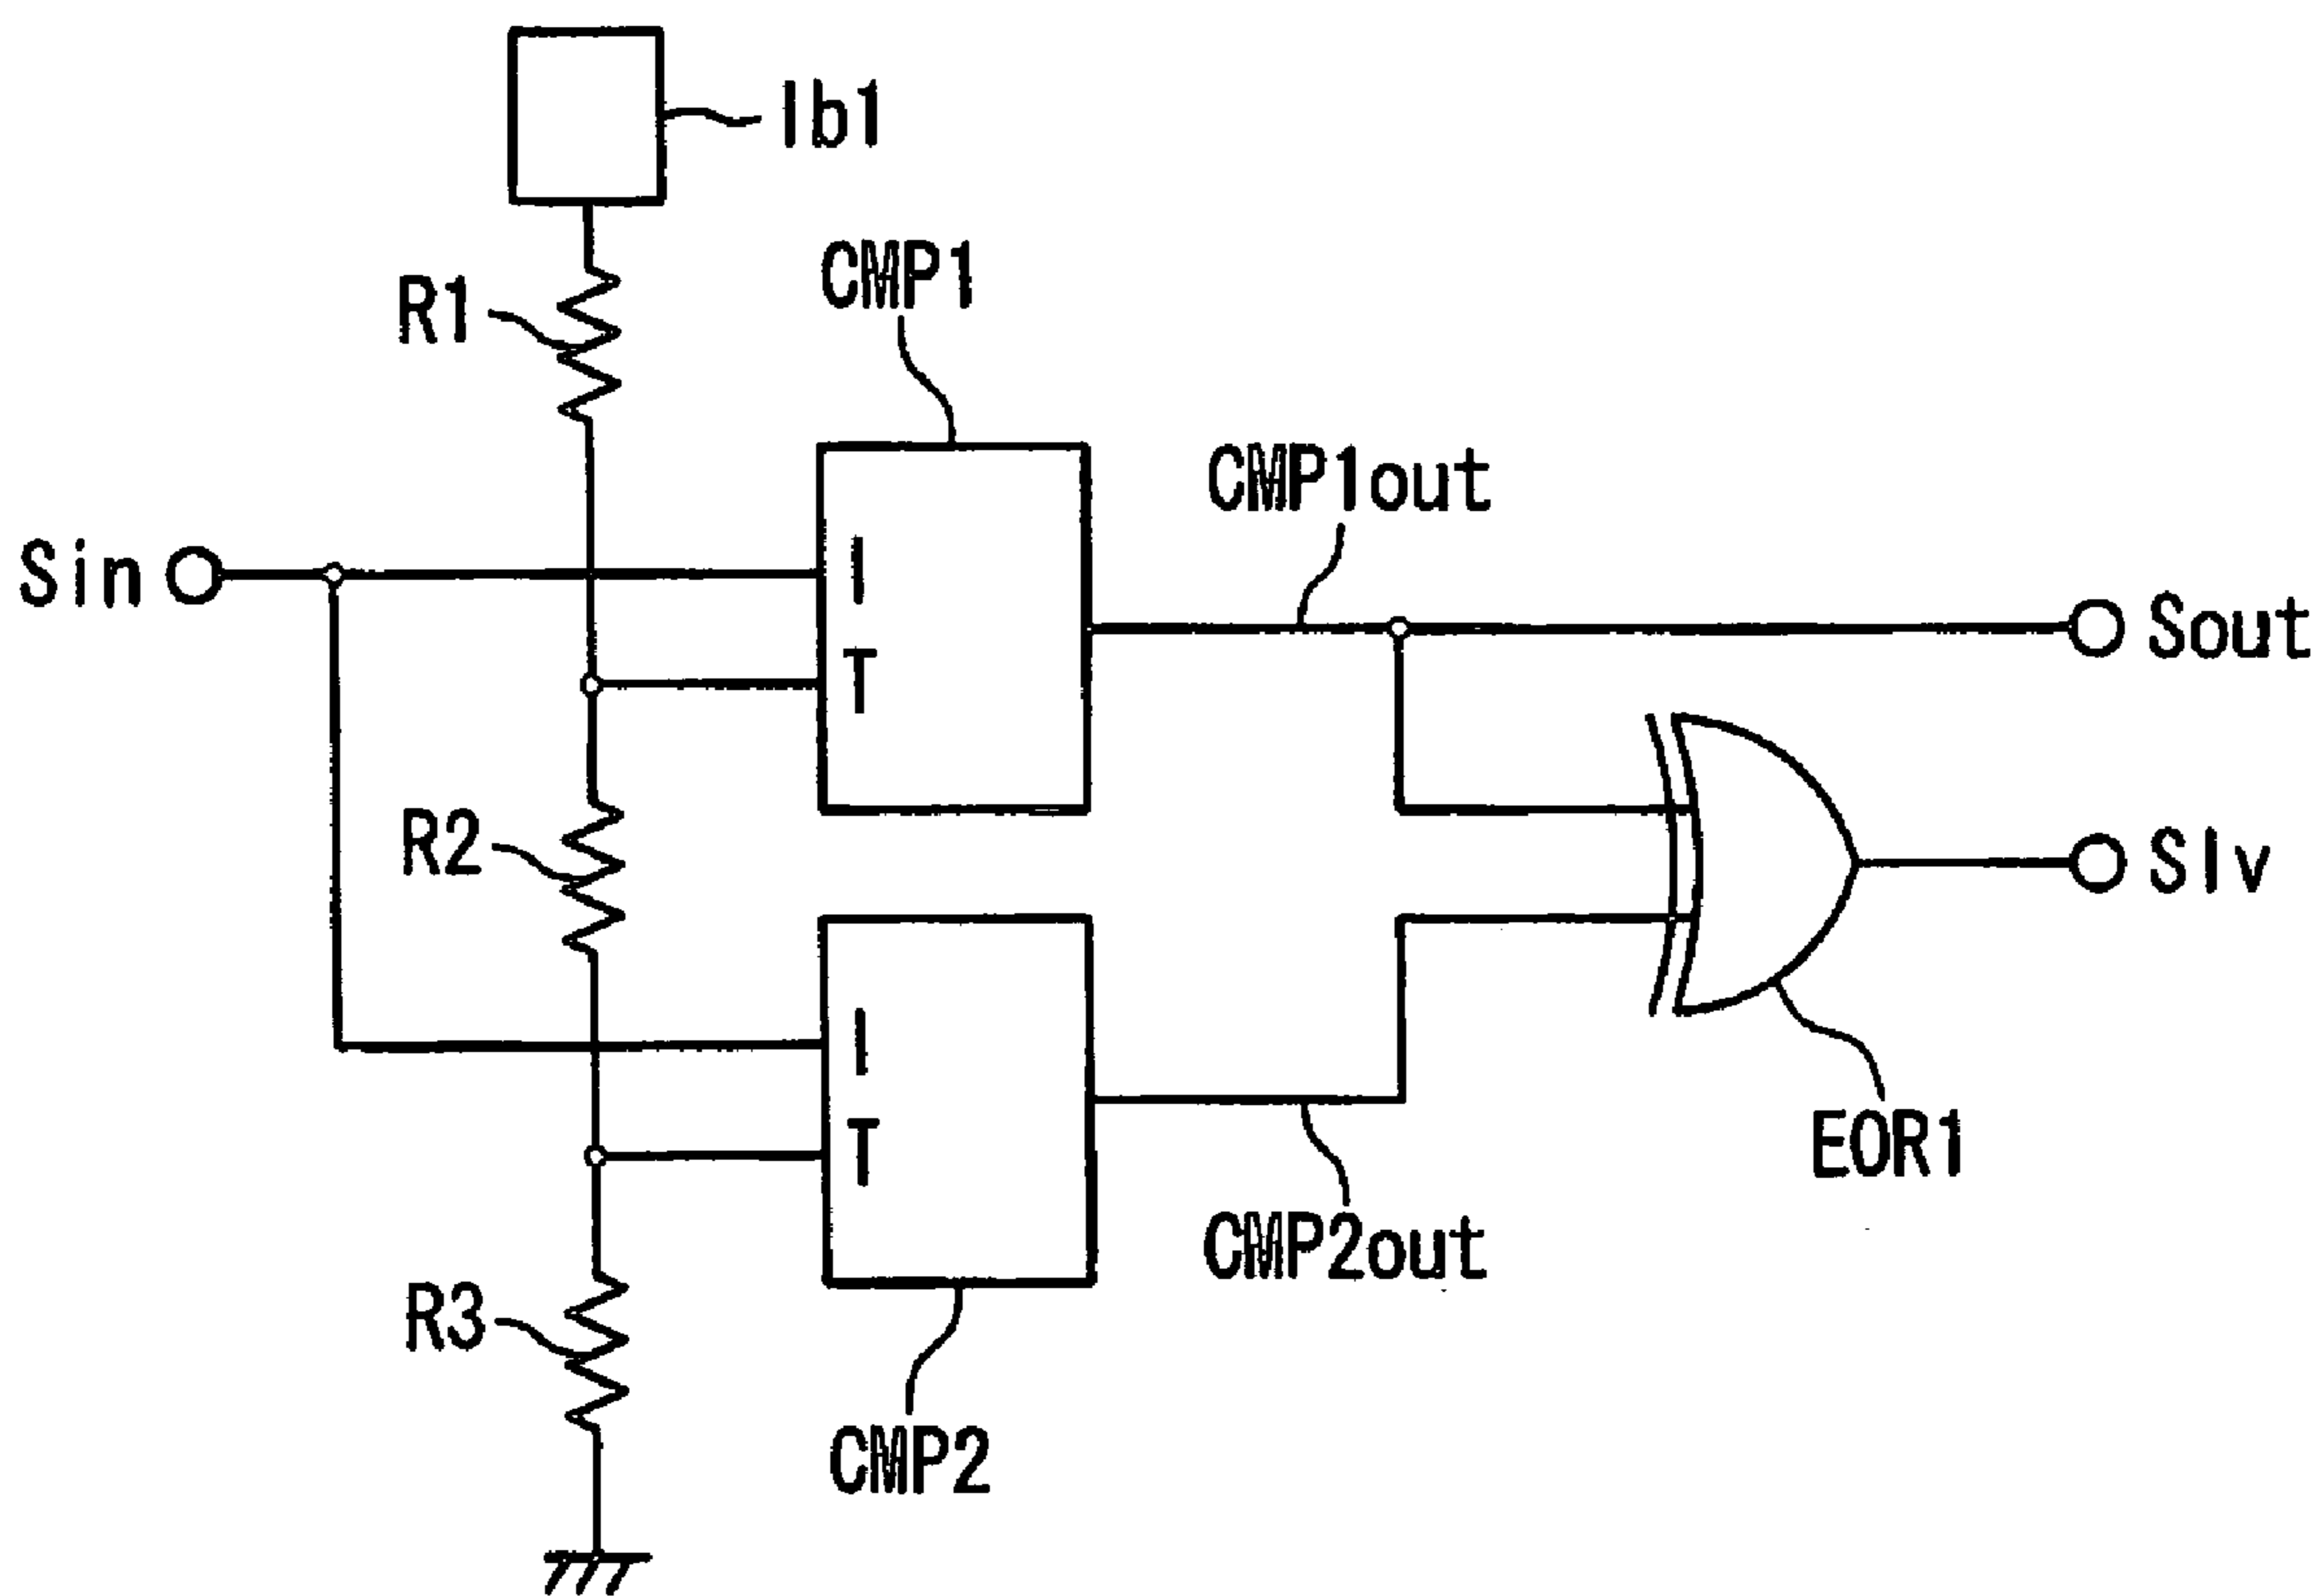 Ib1
CMP1
R1
CMP1out
Sin
I
Sout
T
R2
Slv
I
T
EOR1
CMP2out
R3
CMP2